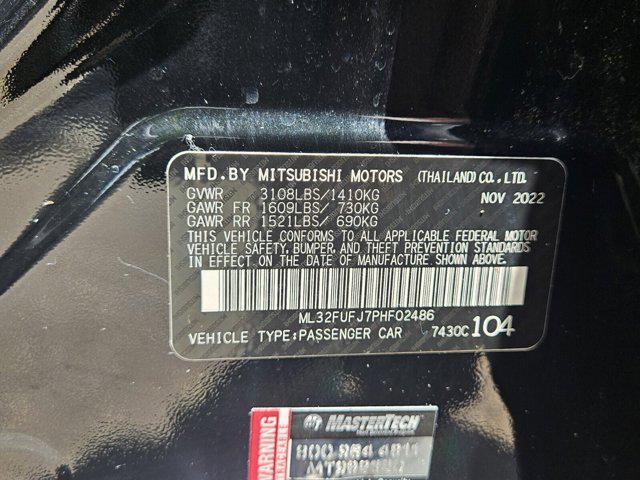 MFD. BY MITSUBISHI MOTORS (THAILAND) CO., LTD.
GVWR 3108LBS/1410KG NOV 2022
GAWR FR 1609LBS/ 730KG
GAWR RR 1521LBS/ 690KG
THIS VEHICLE CONFORMS TO ALL APPLICABLE FEDERAL MOTOR
VEHICLE SAFETY, BUMPER, AND THEFT PREVENTION STANDARDS
IN EFFECT ON THE DATE OF MANUFACTURE SHOWN ABOVE.
ML32FUFJ7PHF02486
VEHICLE TYPE:PASSENGER CAR 7430C 104
WARNING
MASTERTECH
800